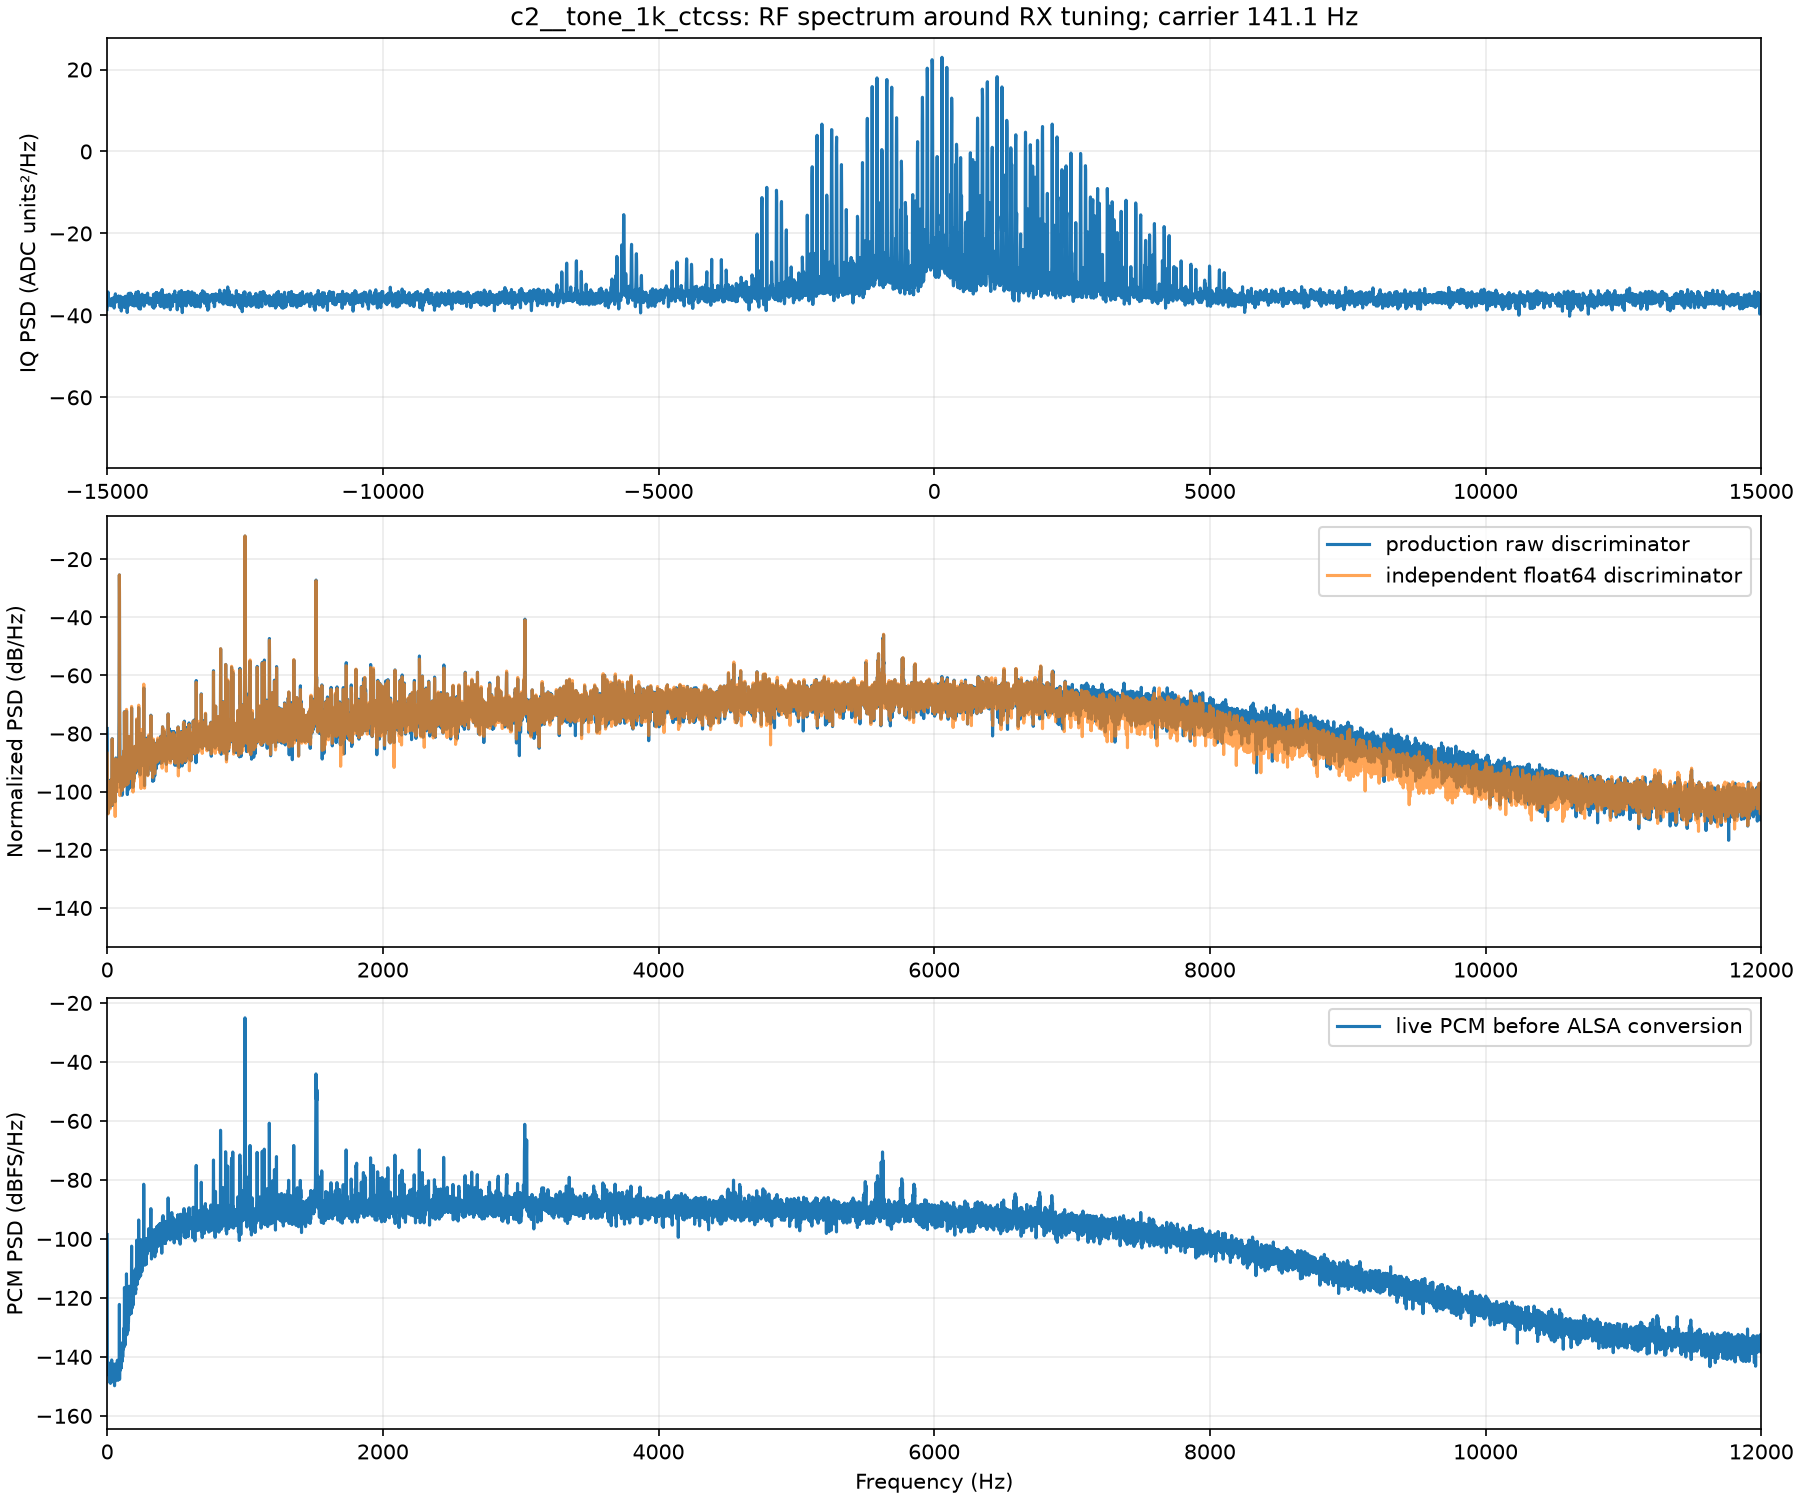 c2__tone_1k_ctcss: RF spectrum around RX tuning; carrier 141.1 Hz
IQ PSD (ADC units²/Hz)
20
0
−20
−40
−60
−15000 −10000 −5000 0 5000 10000 15000
Normalized PSD (dB/Hz)
production raw discriminator
independent float64 discriminator
−20
−40
−60
−80
−100
−120
−140
0 2000 4000 6000 8000 10000 12000
PCM PSD (dBFS/Hz)
live PCM before ALSA conversion
−20
−40
−60
−80
−100
−120
−140
−160
0 2000 4000 6000 8000 10000 12000
Frequency (Hz)